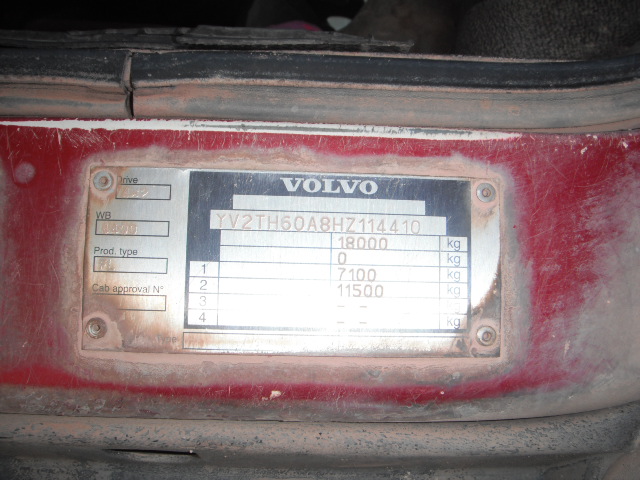 VOLVO
Drive
WB
Prod. type
Cab approval N°
YV2TH60A8HZ114410
18000 kg
0 kg
1 7100 kg
2 11500 kg
3 - - kg
4 - - kg